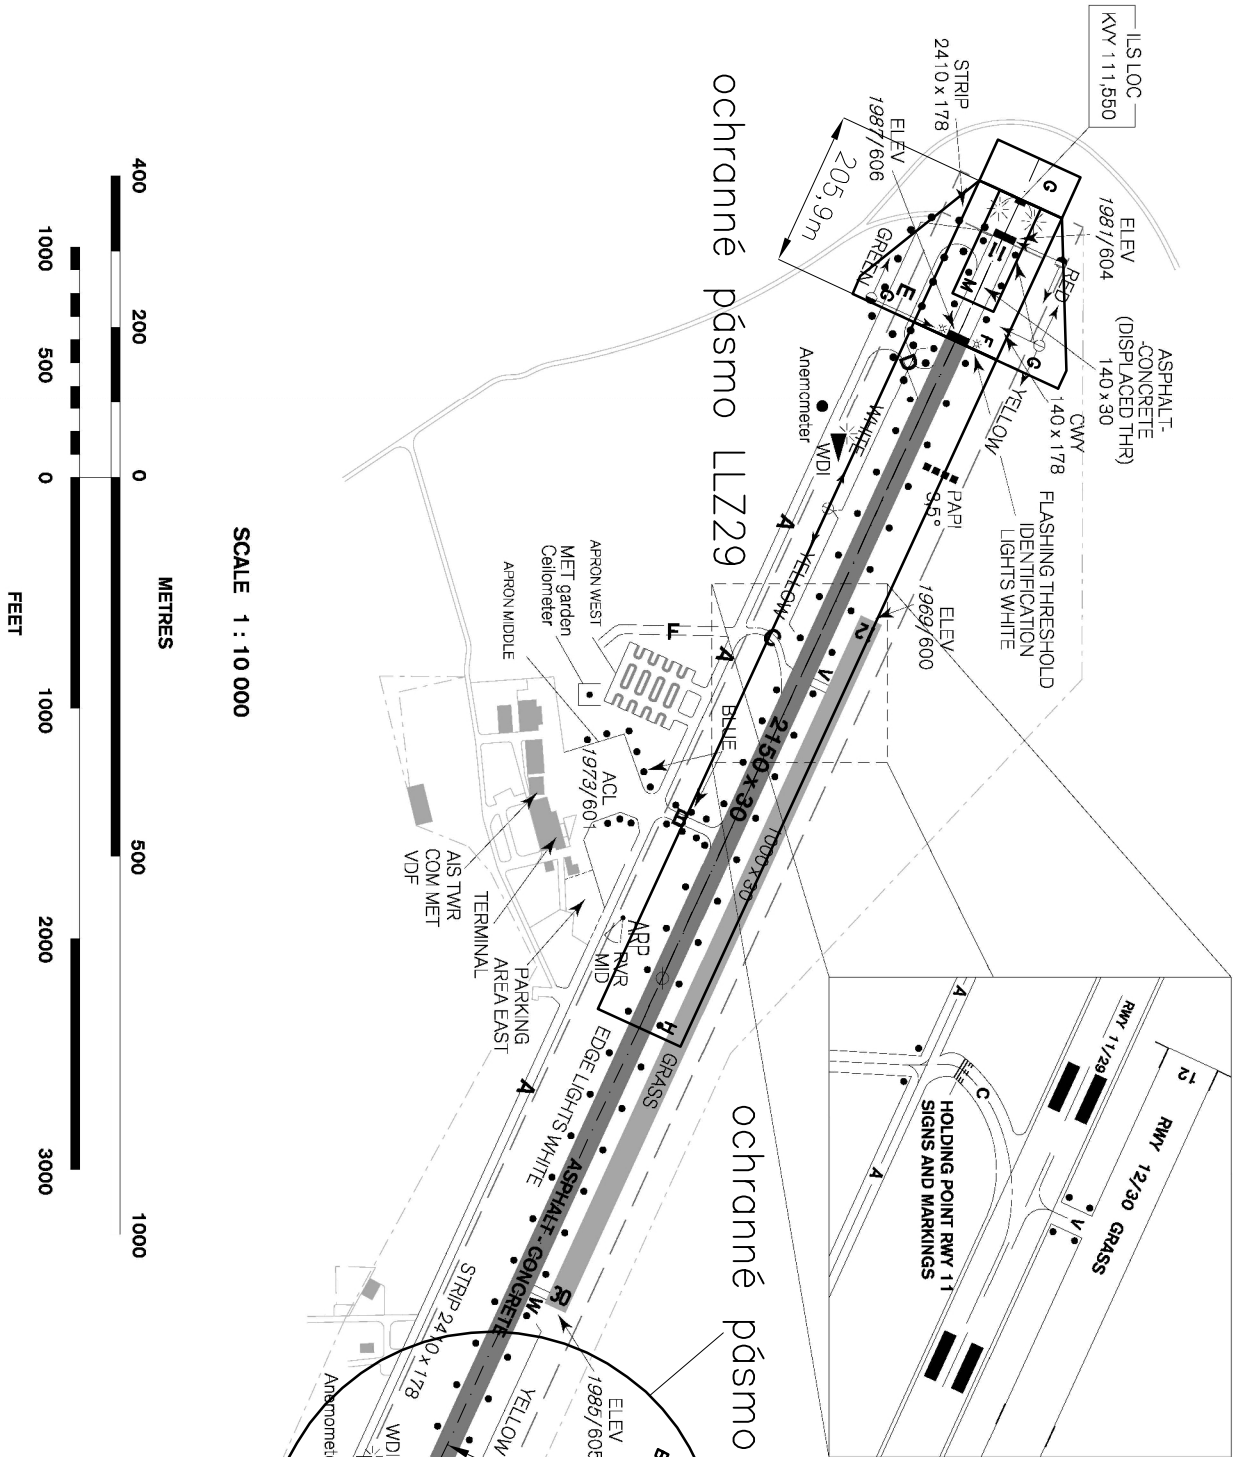 ILS LOC
KVY 111,550
STRIP
2410 x 178
ELEV
1987/606
205,9m
ELEV
1981/604
ASPHALT-
-CONCRETE
(DISPLACED THR)
140 x 30
CWY
140 x 178
FLASHING THRESHOLD
IDENTIFICATION
LIGHTS WHITE
G
RED
11
M
F
G
YELLOW
GREEN
G
E
D
WHITE
WDI
Anemometer
PAPI
3,5°
ochranné pásmo LLZ29
A
YELLOW
ELEV
1969/600
12
C
V
F
A
APRON WEST
MET garden
Ceilometer
APRON MIDDLE
BLUE
2150 x 30
1000 x 30
ACL
1973/601
B
AIS TWR
COM MET
VDF
TERMINAL
PARKING
AREA EAST
ARP
RVR
MID
H
GRASS
EDGE LIGHTS WHITE
A
ASPHALT - CONCRETE
30
W
STRIP 2410 x 178
ELEV
1985/605
YELLOW
WDI
ochranné pásmo
A
RWY 11/29
12
RWY 12/30 GRASS
C
HOLDING POINT RWY 11
SIGNS AND MARKINGS
A
V
SCALE 1 : 10 000
METRES
400 200 0 500 1000
FEET
1000 500 0 1000 2000 3000